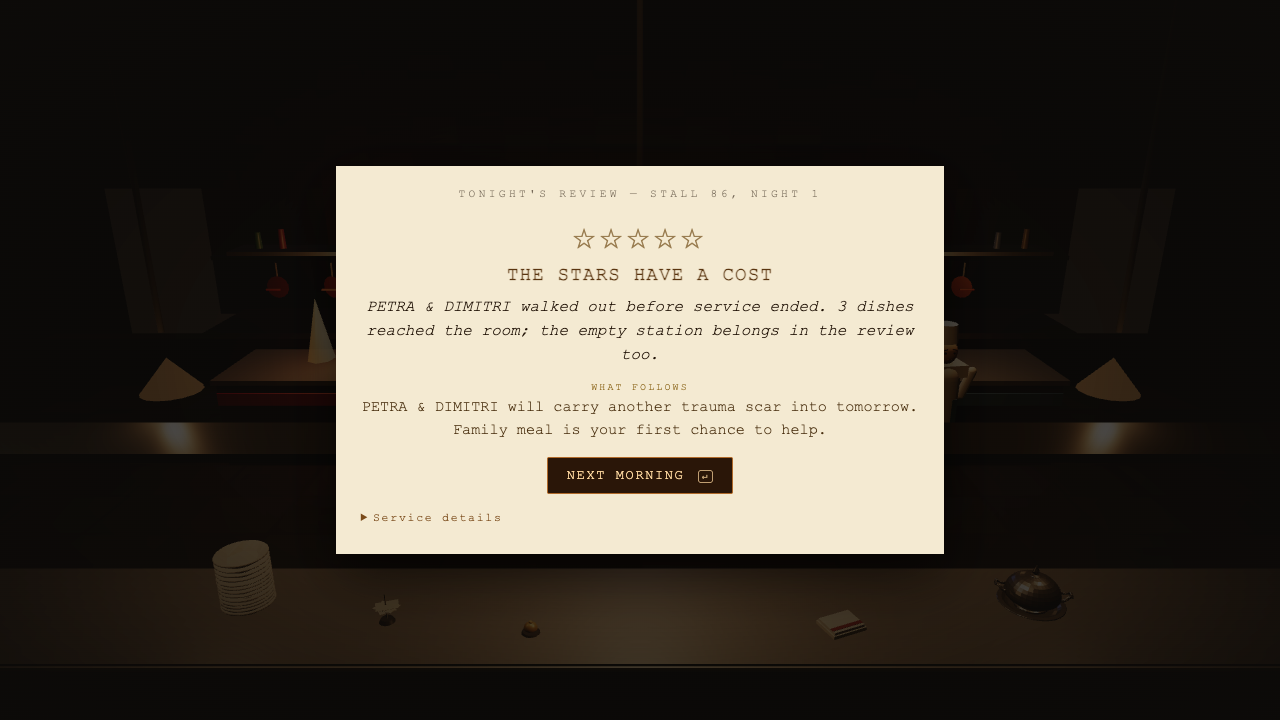 TONIGHT'S REVIEW — STALL 86, NIGHT 1
☆☆☆☆☆
THE STARS HAVE A COST
PETRA & DIMITRI walked out before service ended. 3 dishes
reached the room; the empty station belongs in the review
too.
WHAT FOLLOWS
PETRA & DIMITRI will carry another trauma scar into tomorrow.
Family meal is your first chance to help.
NEXT MORNING ↵
▶ Service details